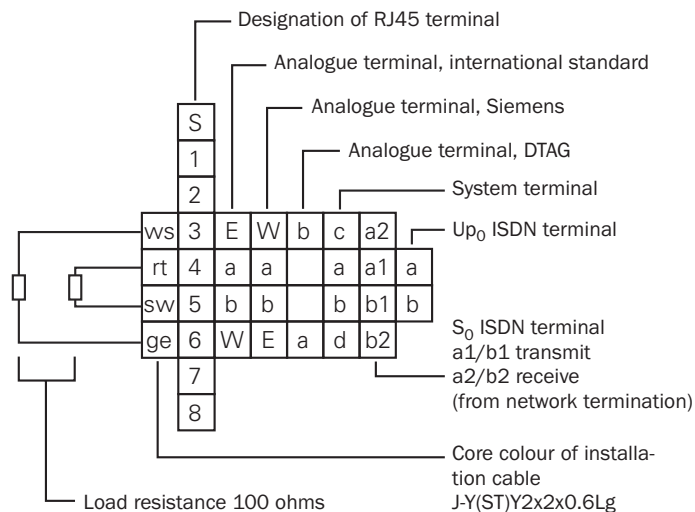 Designation of RJ45 terminal
Analogue terminal, international standard
Analogue terminal, Siemens
Analogue terminal, DTAG
System terminal
Up0 ISDN terminal
S
1
2
ws 3 E W b c a2
rt 4 a a a a1 a
sw 5 b b b b1 b
ge 6 W E a d b2
7
8
S0 ISDN terminal
a1/b1 transmit
a2/b2 receive
(from network termination)
Core colour of installa-
tion cable
J-Y(ST)Y2x2x0.6Lg
Load resistance 100 ohms